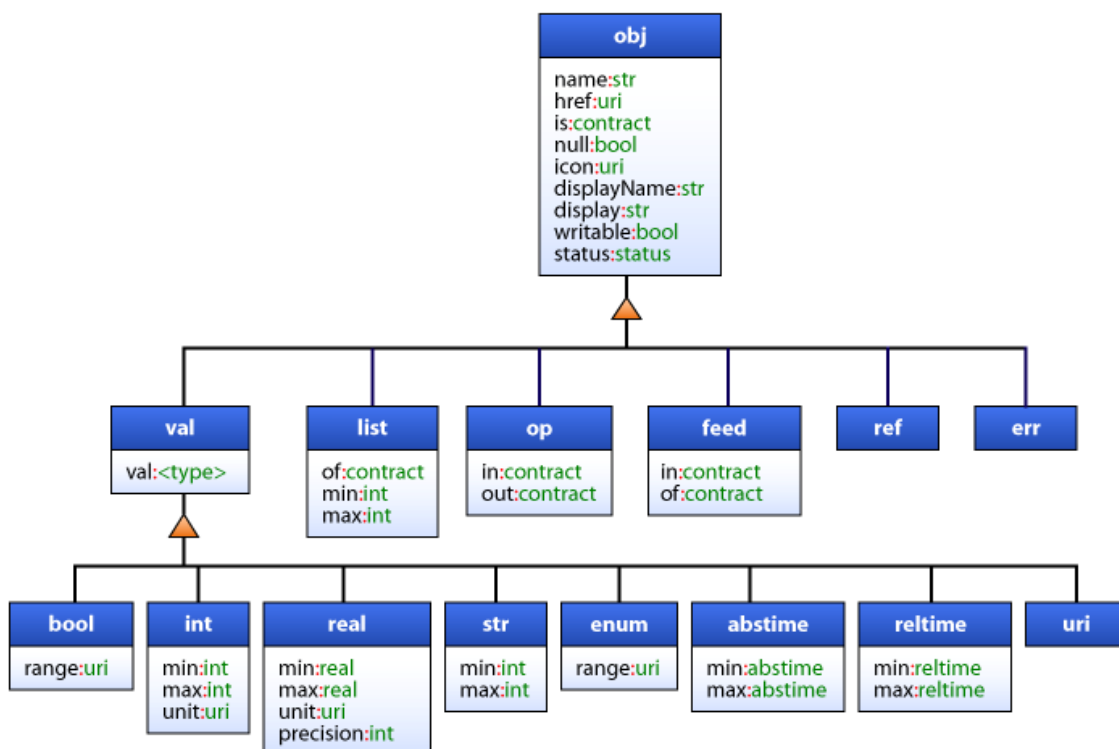 obj
name:str
href:uri
is:contract
null:bool
icon:uri
displayName:str
display:str
writable:bool
status:status
val
val:<type>
list
of:contract
min:int
max:int
op
in:contract
out:contract
feed
in:contract
of:contract
ref
err
bool
range:uri
int
min:int
max:int
unit:uri
real
min:real
max:real
unit:uri
precision:int
str
min:int
max:int
enum
range:uri
abstime
min:abstime
max:abstime
reltime
min:reltime
max:reltime
uri